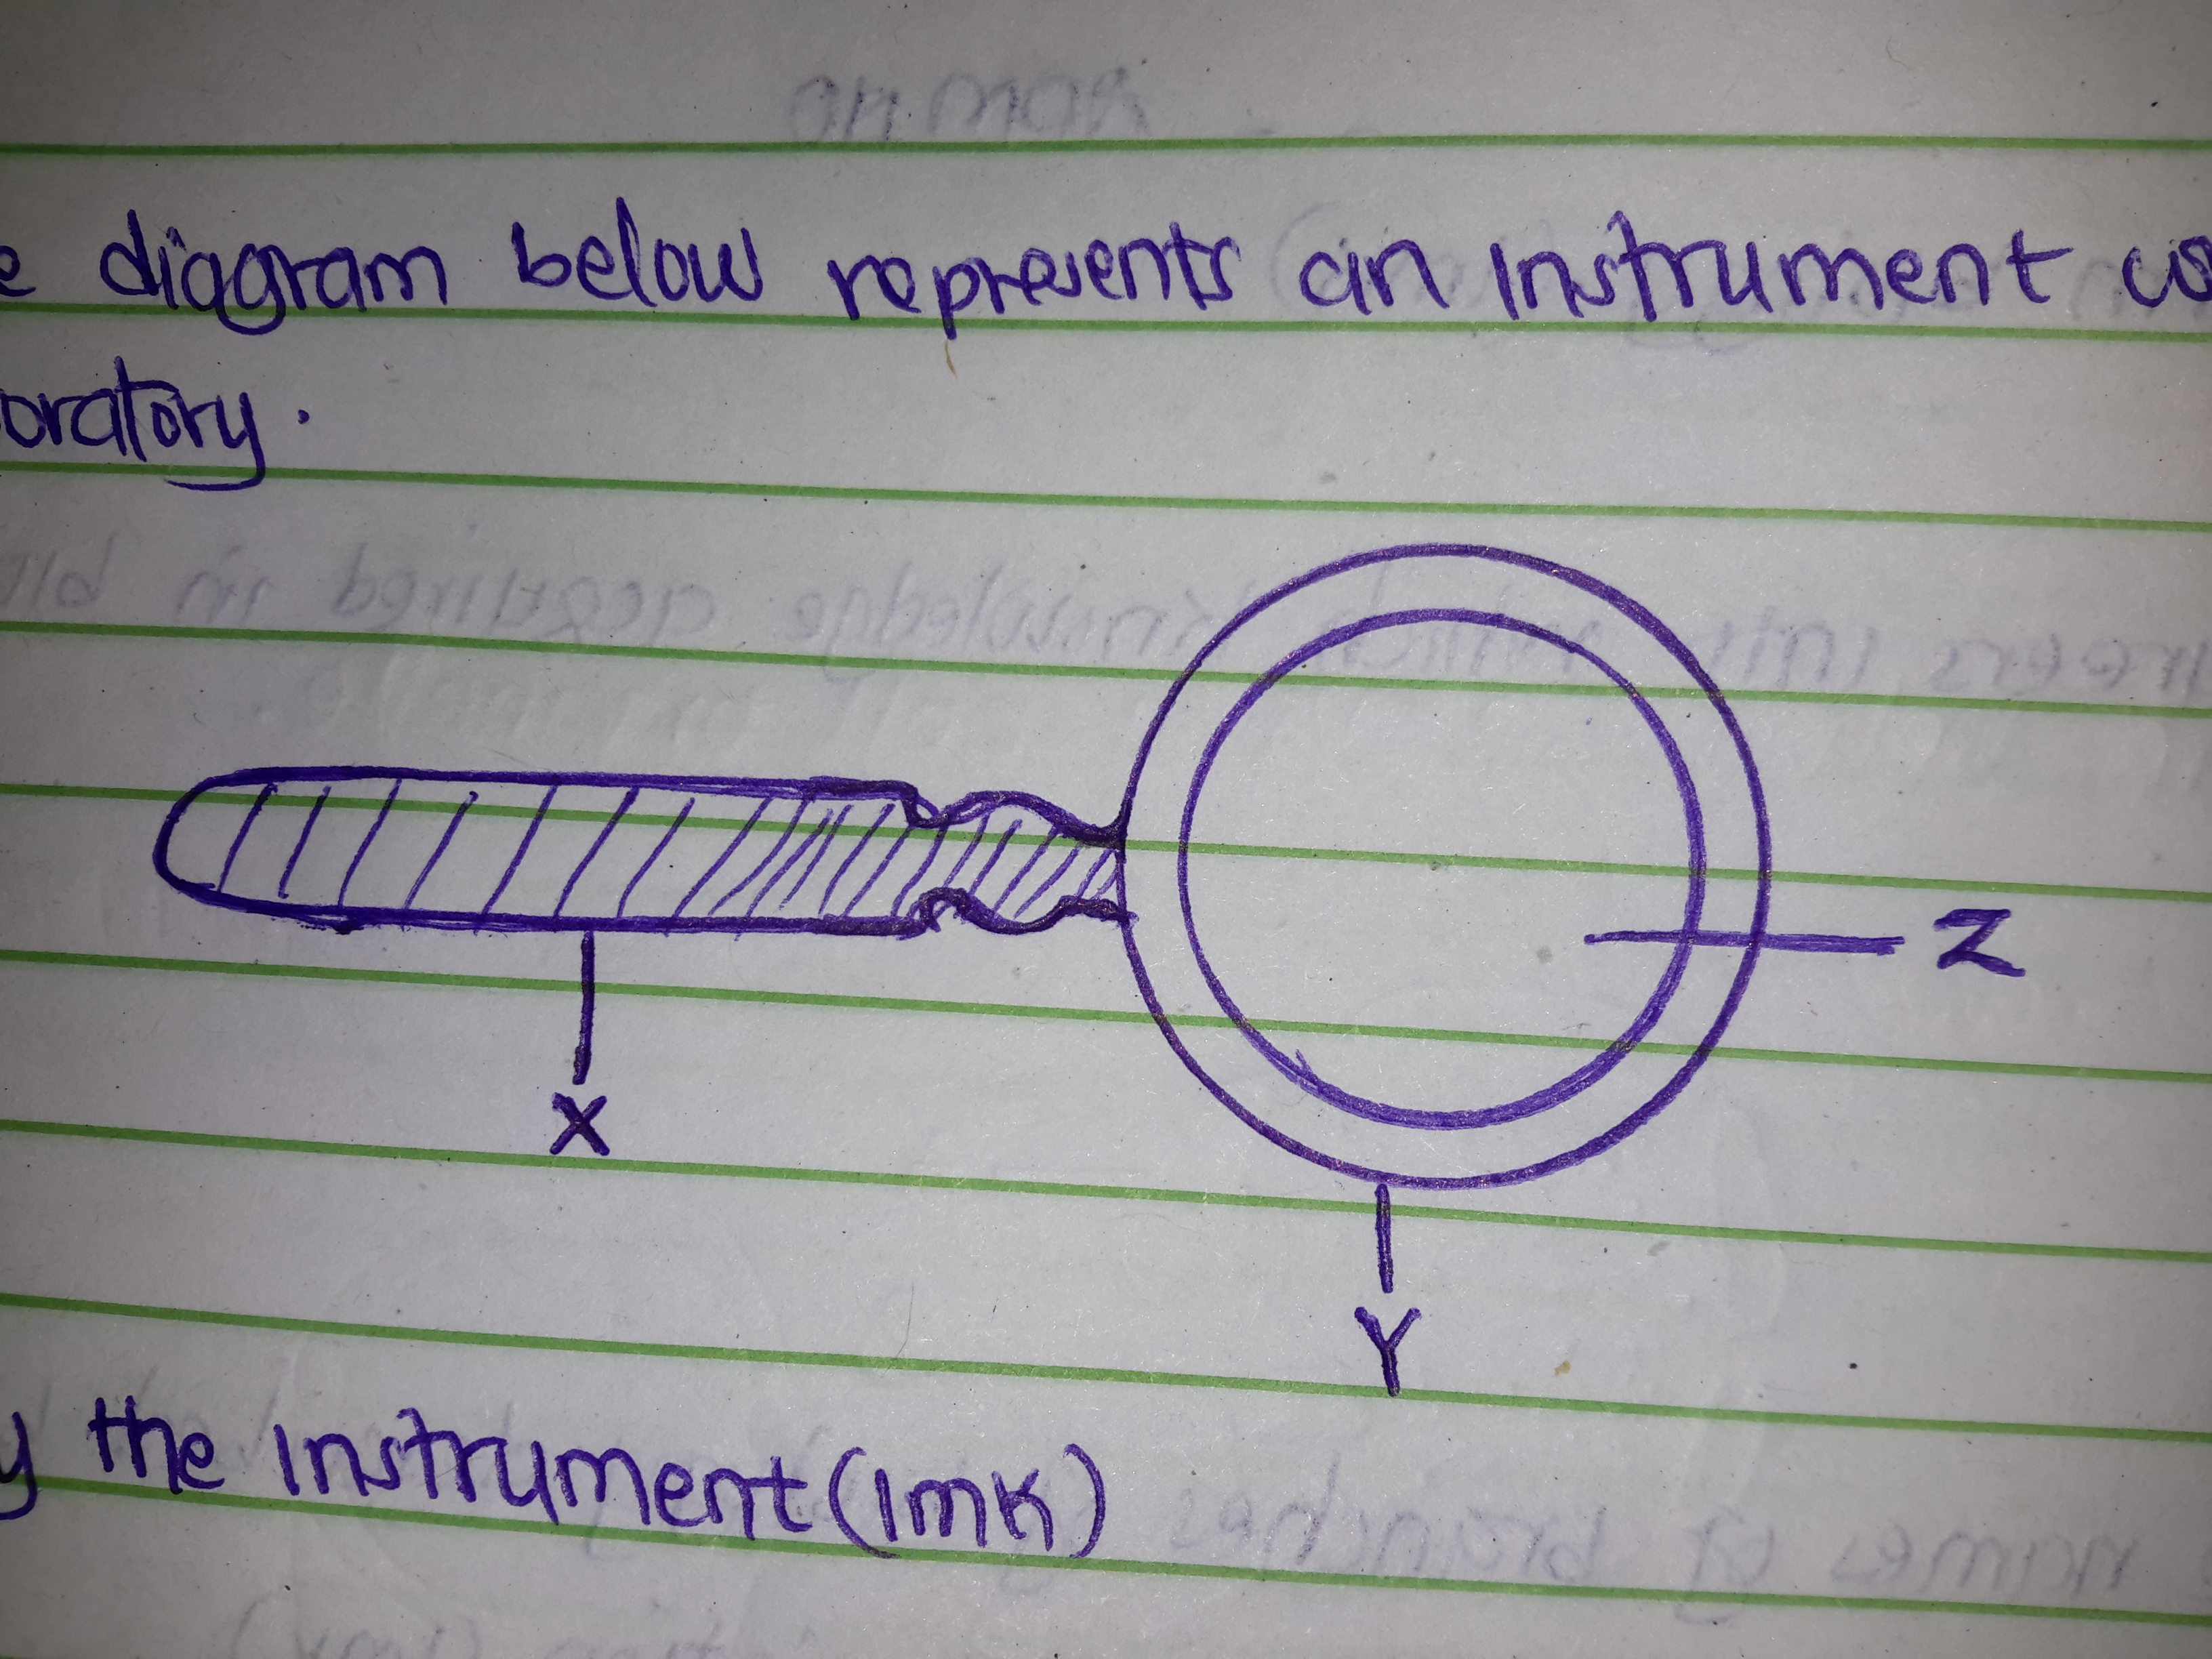 diagram below represents an instrument
oratory.
Z
X
Y
y the instrument (1mk)